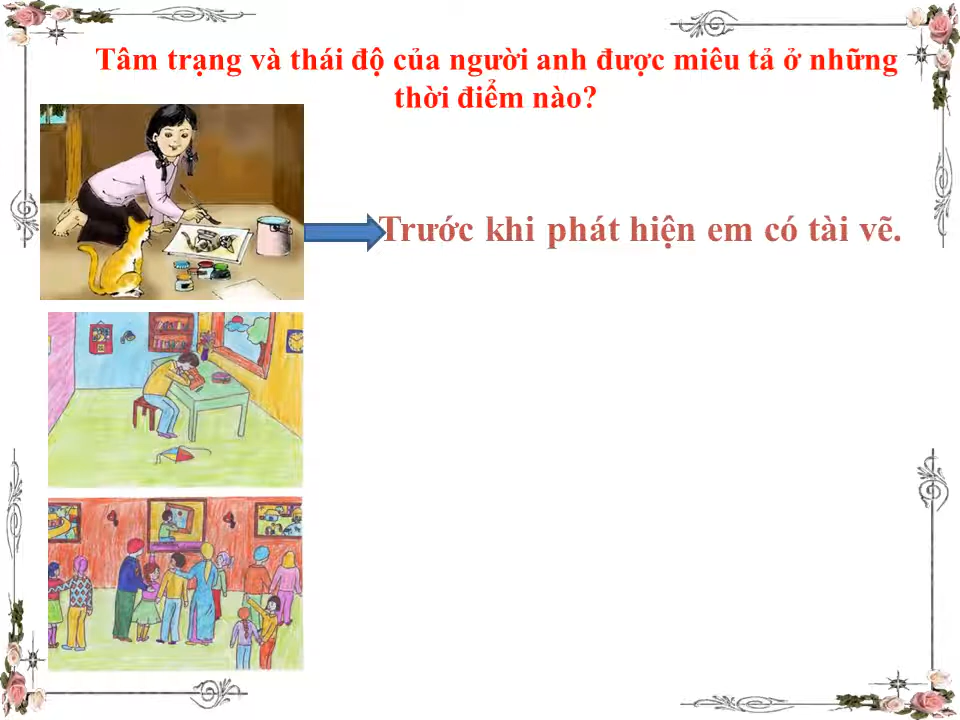 Tâm trạng và thái độ của người anh được miêu tả ở những
thời điểm nào?
Trước khi phát hiện em có tài vẽ.